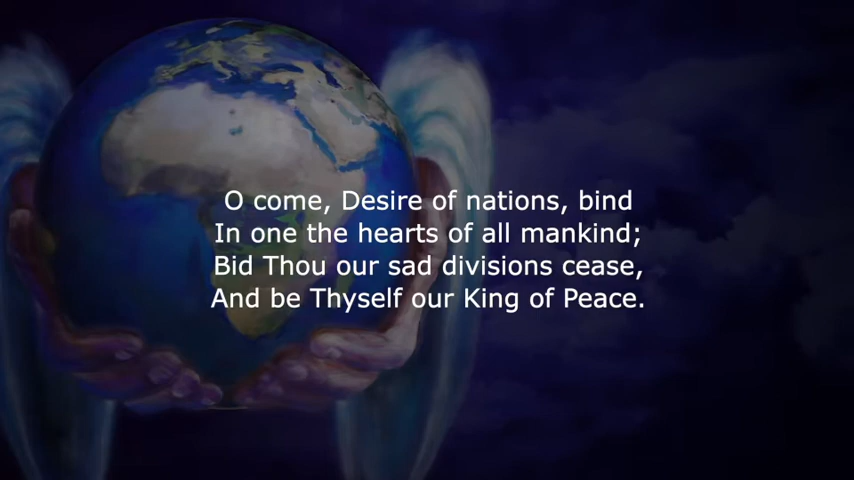 O come, Desire of nations, bind
In one the hearts of all mankind;
Bid Thou our sad divisions cease,
And be Thyself our King of Peace.